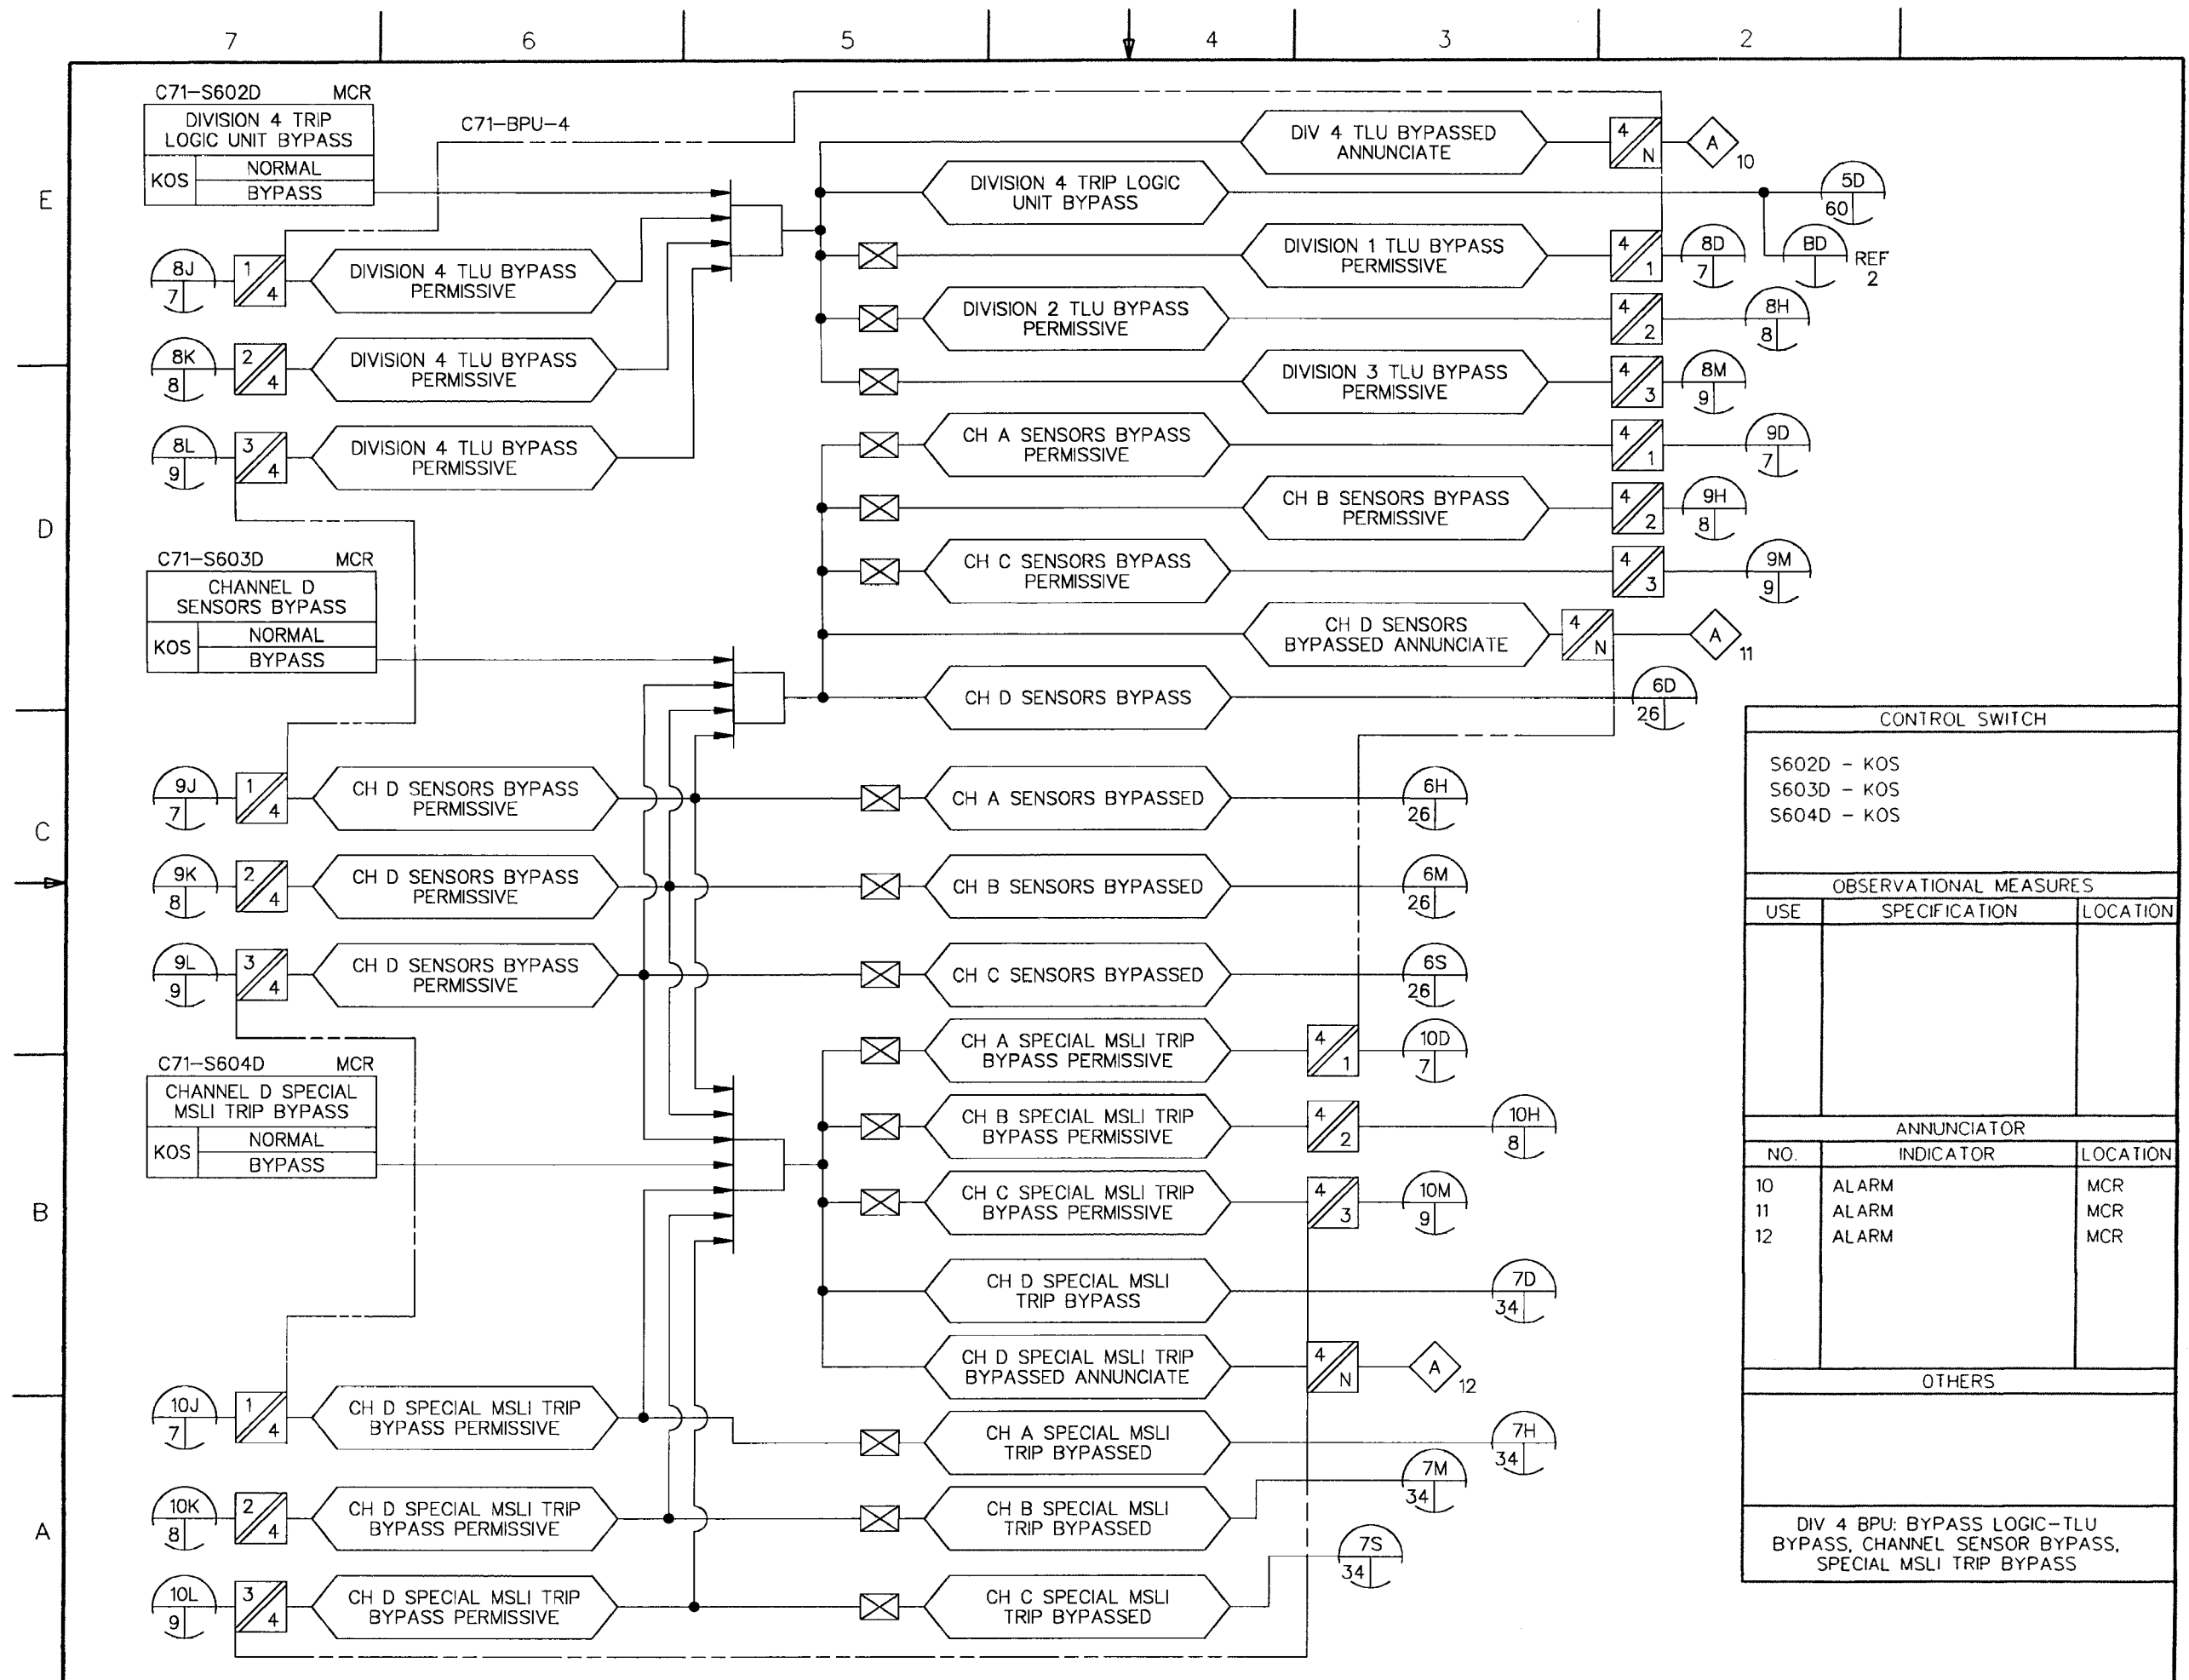 7 6 5 4 3 2
C71-S602D MCR
DIVISION 4 TRIP
LOGIC UNIT BYPASS
KOS
NORMAL
BYPASS
C71-BPU-4
E
8J
7
1
4
DIVISION 4 TLU BYPASS
PERMISSIVE
8K
8
2
4
DIVISION 4 TLU BYPASS
PERMISSIVE
8L
9
3
4
DIVISION 4 TLU BYPASS
PERMISSIVE
DIV 4 TLU BYPASSED
ANNUNCIATE
4
N
A
10
DIVISION 4 TRIP LOGIC
UNIT BYPASS
5D
60
DIVISION 1 TLU BYPASS
PERMISSIVE
4
1
8D
7
BD
REF
2
DIVISION 2 TLU BYPASS
PERMISSIVE
4
2
8H
8
DIVISION 3 TLU BYPASS
PERMISSIVE
4
3
8M
9
CH A SENSORS BYPASS
PERMISSIVE
4
1
9D
7
D
CH B SENSORS BYPASS
PERMISSIVE
4
2
9H
8
CH C SENSORS BYPASS
PERMISSIVE
4
3
9M
9
C71-S603D MCR
CHANNEL D
SENSORS BYPASS
KOS
NORMAL
BYPASS
CH D SENSORS
BYPASSED ANNUNCIATE
4
N
A
11
CH D SENSORS BYPASS
6D
26
C
9J
7
1
4
CH D SENSORS BYPASS
PERMISSIVE
CH A SENSORS BYPASSED
6H
26
9K
8
2
4
CH D SENSORS BYPASS
PERMISSIVE
CH B SENSORS BYPASSED
6M
26
9L
9
3
4
CH D SENSORS BYPASS
PERMISSIVE
CH C SENSORS BYPASSED
6S
26
C71-S604D MCR
CHANNEL D SPECIAL
MSLI TRIP BYPASS
KOS
NORMAL
BYPASS
B
CH A SPECIAL MSLI TRIP
BYPASS PERMISSIVE
4
1
10D
7
CH B SPECIAL MSLI TRIP
BYPASS PERMISSIVE
4
2
10H
8
CH C SPECIAL MSLI TRIP
BYPASS PERMISSIVE
4
3
10M
9
CH D SPECIAL MSLI
TRIP BYPASS
7D
34
CH D SPECIAL MSLI TRIP
BYPASSED ANNUNCIATE
4
N
A
12
10J
7
1
4
CH D SPECIAL MSLI TRIP
BYPASS PERMISSIVE
CH A SPECIAL MSLI
TRIP BYPASSED
7H
34
A
10K
8
2
4
CH D SPECIAL MSLI TRIP
BYPASS PERMISSIVE
CH B SPECIAL MSLI
TRIP BYPASSED
7M
34
10L
9
3
4
CH D SPECIAL MSLI TRIP
BYPASS PERMISSIVE
CH C SPECIAL MSLI
TRIP BYPASSED
7S
34
CONTROL SWITCH
S602D - KOS
S603D - KOS
S604D - KOS
OBSERVATIONAL MEASURES
USE SPECIFICATION LOCATION
ANNUNCIATOR
NO. INDICATOR LOCATION
10 ALARM MCR
11 ALARM MCR
12 ALARM MCR
OTHERS
DIV 4 BPU: BYPASS LOGIC-TLU
BYPASS, CHANNEL SENSOR BYPASS,
SPECIAL MSLI TRIP BYPASS